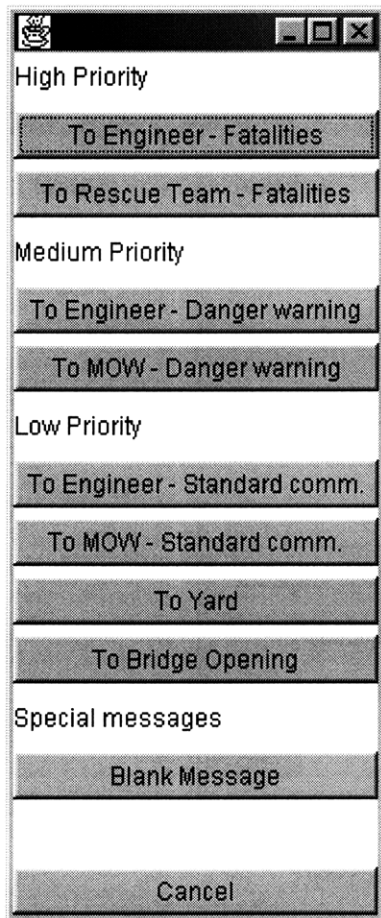 High Priority
To Engineer - Fatalities
To Rescue Team - Fatalities
Medium Priority
To Engineer - Danger warning
To MOW - Danger warning
Low Priority
To Engineer - Standard comm.
To MOW - Standard comm.
To Yard
To Bridge Opening
Special messages
Blank Message
Cancel